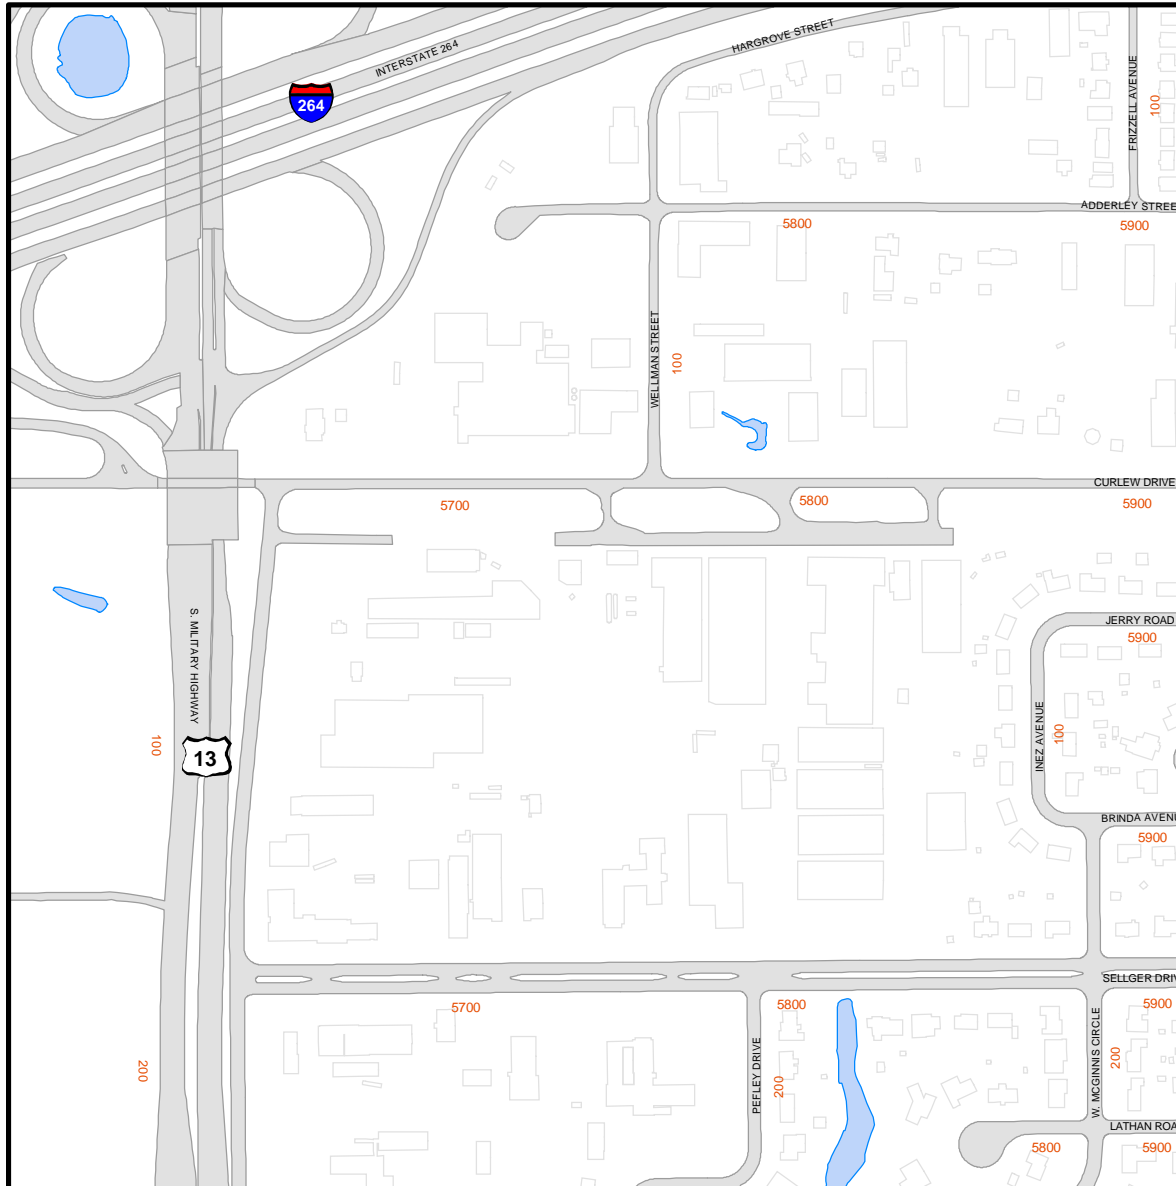 HARGROVE STREET
INTERSTATE 264
264
FRIZZELL AVENUE
100
ADDERLEY STREE
5800
5900
WELLMAN STREET
100
CURLEW DRIVE
5700
5800
5900
S. MILITARY HIGHWAY
JERRY ROAD
5900
INEZ AVENUE
100
100
13
BRINDA AVENU
5900
SELLGER DRIV
5700
5800
5900
PEFLEY DRIVE
200
W. MCGINNIS CIRCLE
200
200
LATHAN ROA
5800
5900